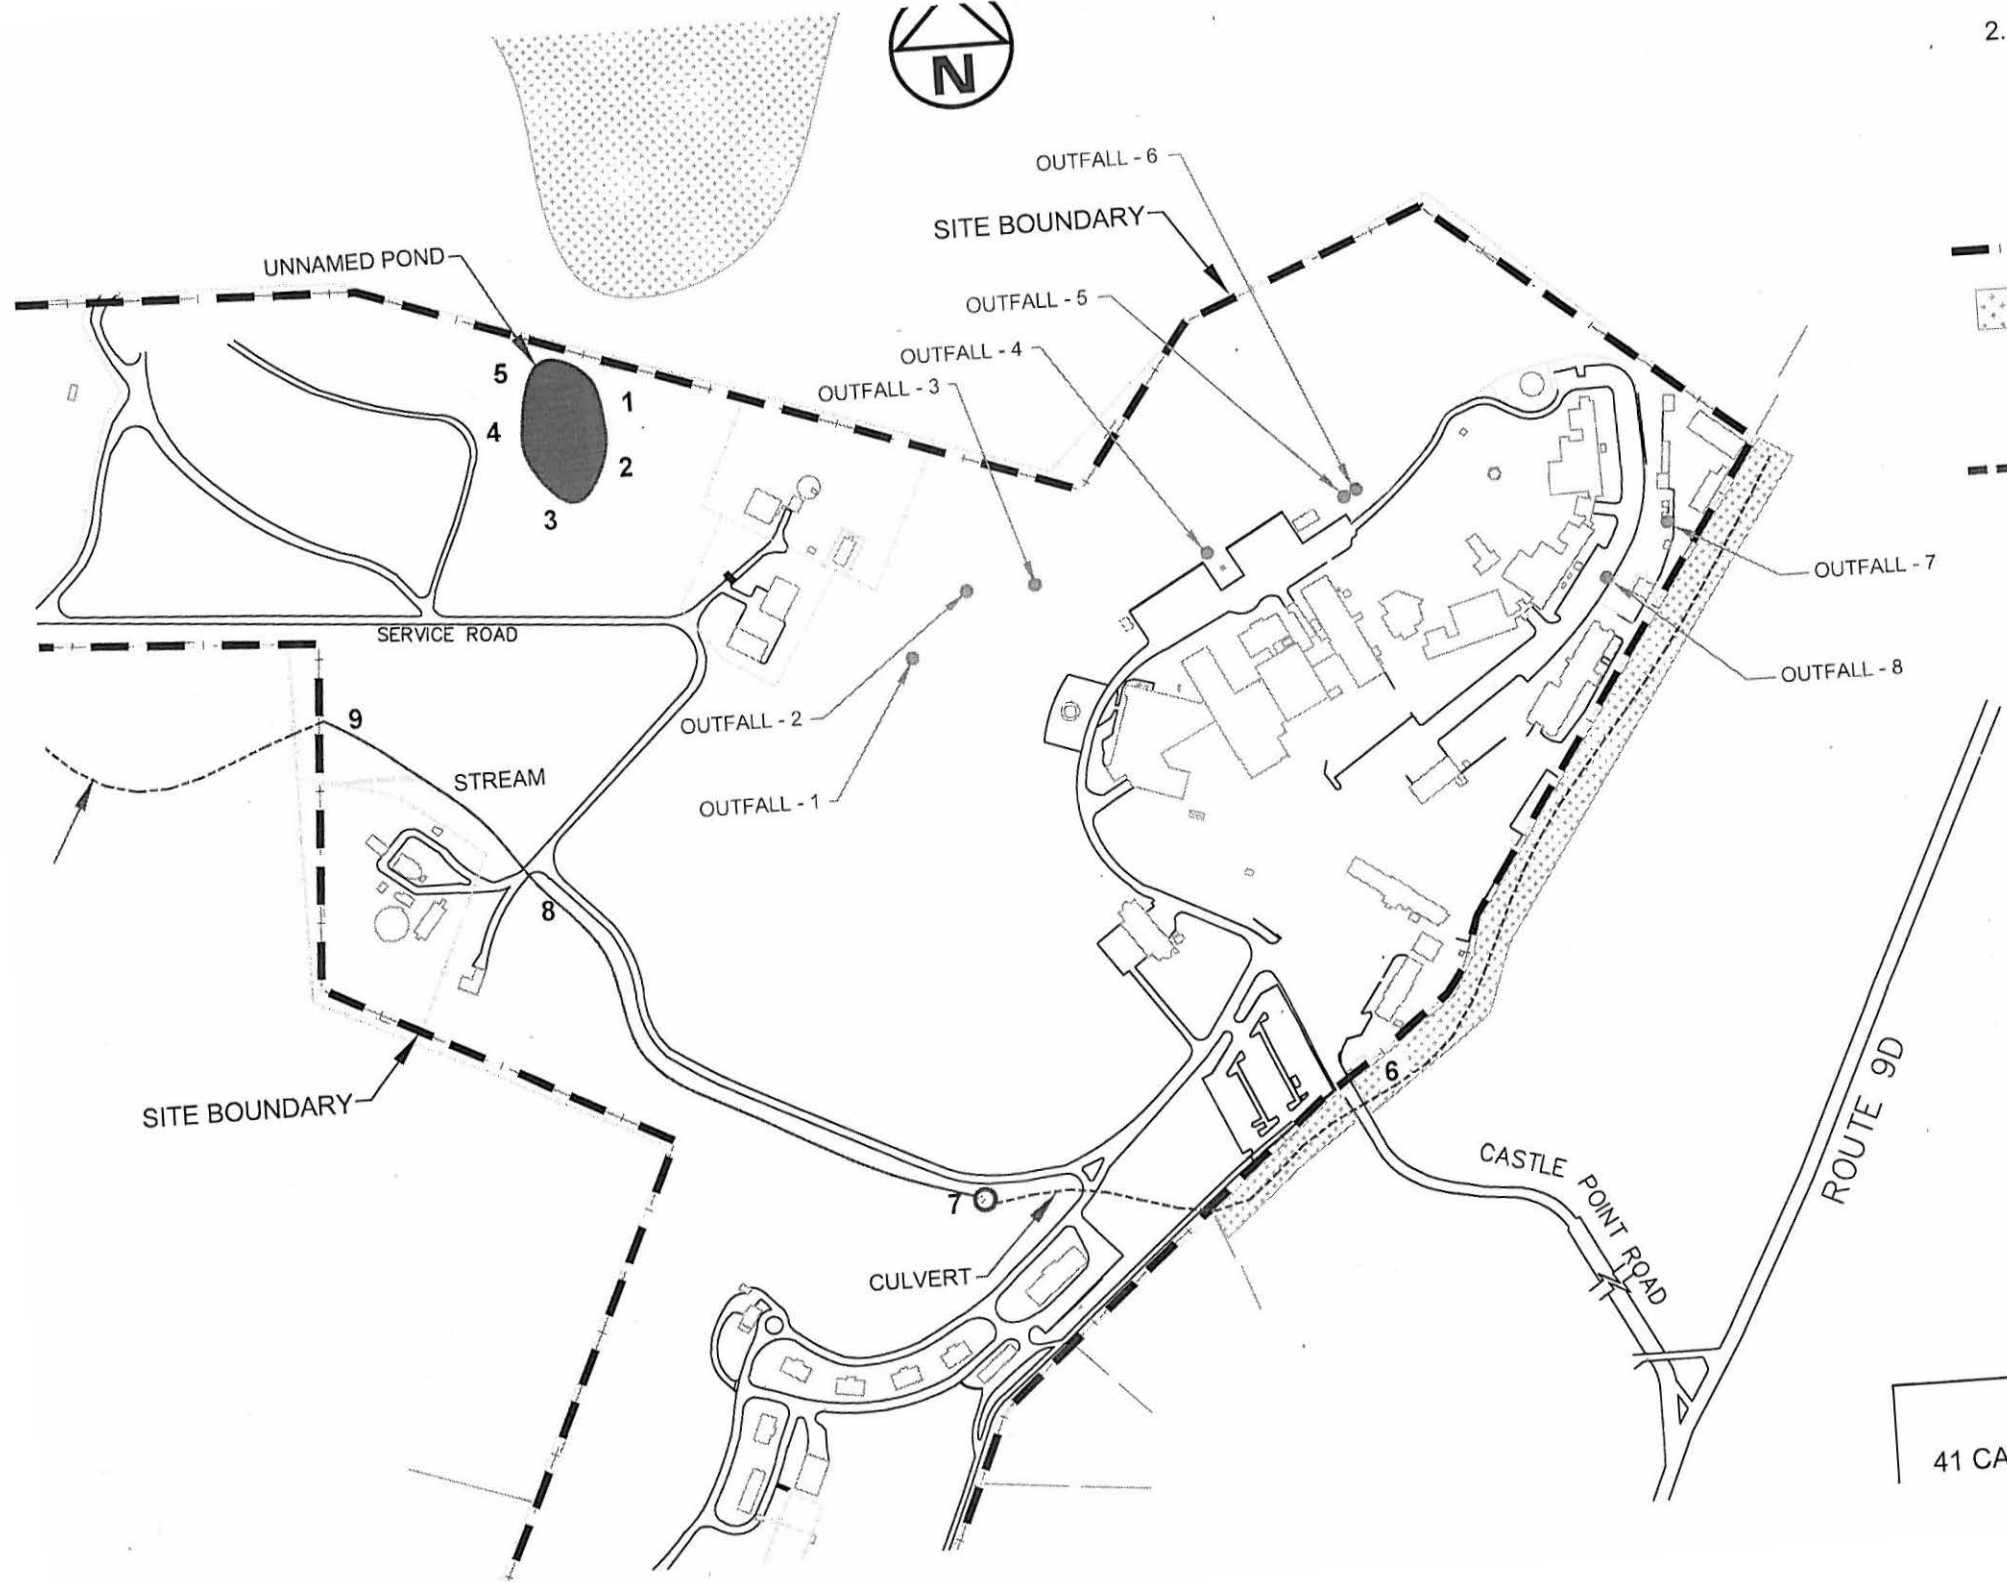 2.
N
OUTFALL - 6
SITE BOUNDARY
UNNAMED POND
OUTFALL - 5
OUTFALL - 4
OUTFALL - 3
5
1
4
2
3
OUTFALL - 7
SERVICE ROAD
OUTFALL - 8
9
OUTFALL - 2
STREAM
OUTFALL - 1
8
6
SITE BOUNDARY
ROUTE 9D
CASTLE POINT ROAD
7
CULVERT
41 CA